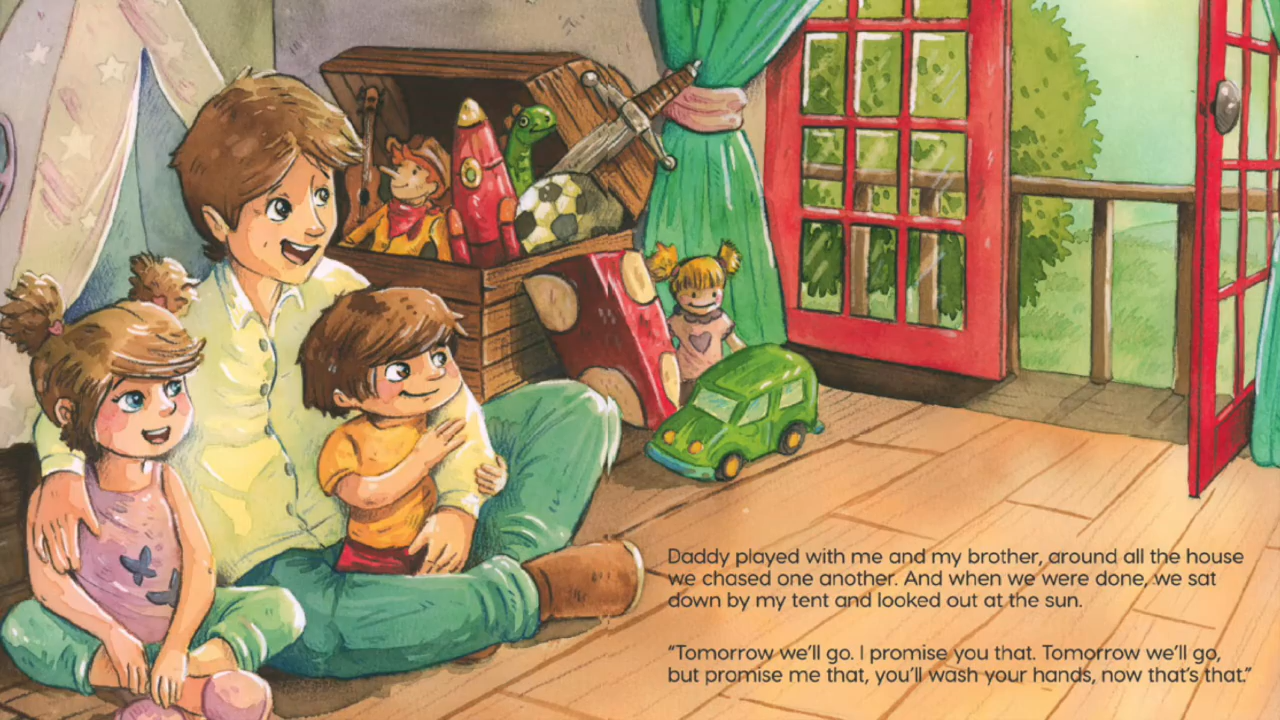 Daddy played with me and my brother, around all the house
we chased one another. And when we were done, we sat
down by my tent and looked out at the sun.
“Tomorrow we’ll go. I promise you that. Tomorrow we’ll go,
but promise me that, you’ll wash your hands, now that’s that.”